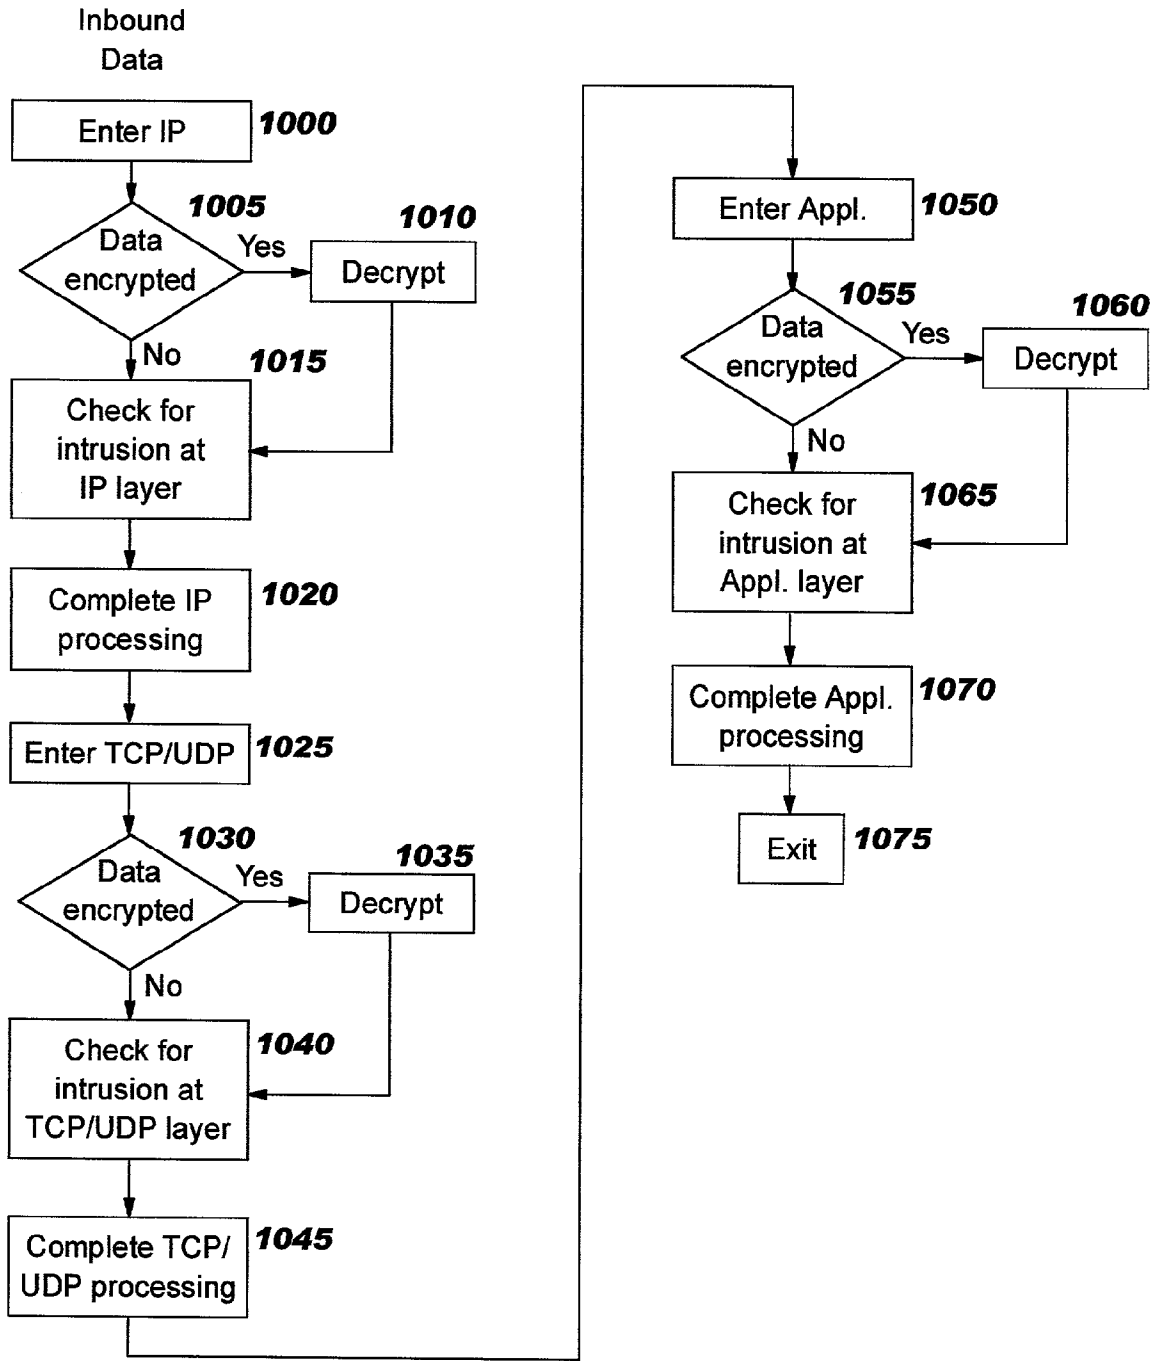 Inbound
Data
Enter IP
1000
1005
Data
encrypted
Yes
1010
Decrypt
No
1015
Check for
intrusion at
IP layer
Complete IP
processing
1020
Enter TCP/UDP
1025
1030
Data
encrypted
Yes
1035
Decrypt
No
Check for
intrusion at
TCP/UDP layer
1040
Complete TCP/
UDP processing
1045
Enter Appl.
1050
1055
Data
encrypted
Yes
1060
Decrypt
No
Check for
intrusion at
Appl. layer
1065
Complete Appl.
processing
1070
Exit
1075